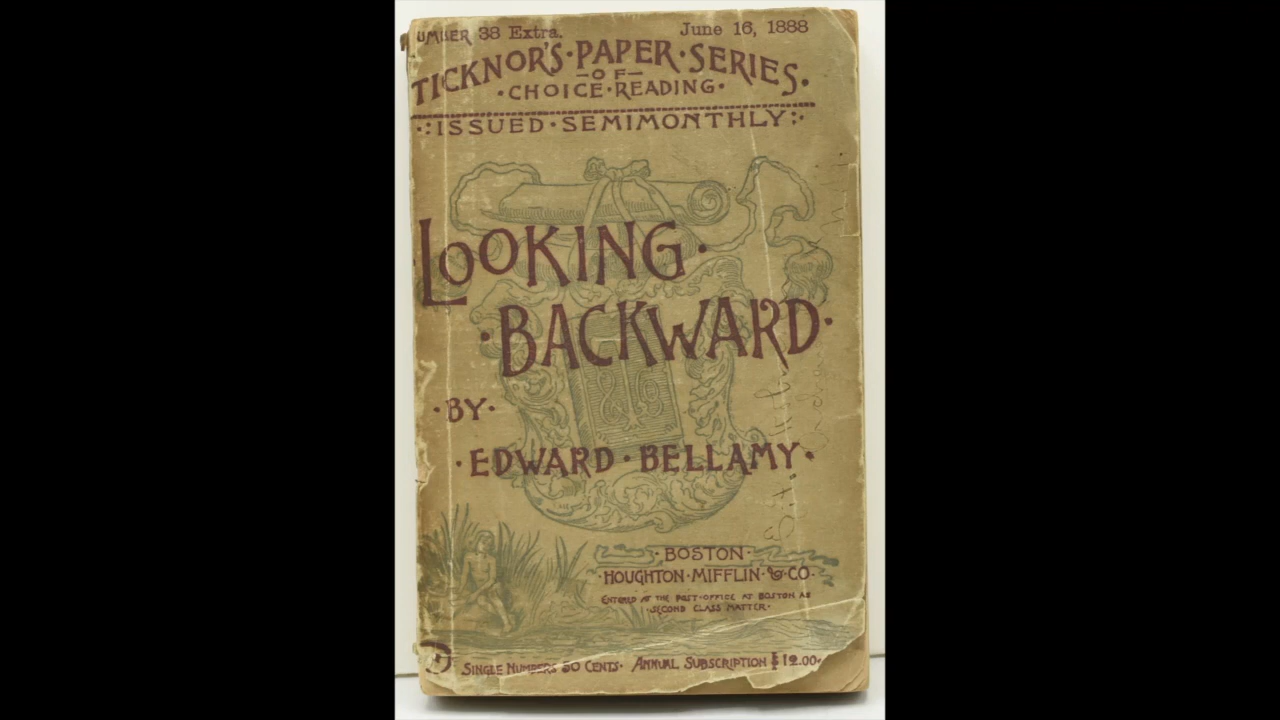 UMBER 38 Extra. June 16, 1888
TICKNOR'S·PAPER·SERIES·
—OF—
·CHOICE·READING·
·:ISSUED·SEMIMONTHLY:·
LOOKING·
·BACKWARD·
·BY·
·EDWARD·BELLAMY·
·BOSTON·
·HOUGHTON·MIFFLIN·&·CO·
ENTERED AT THE POST-OFFICE AT BOSTON AS
·SECOND CLASS MATTER·
SINGLE NUMBERS 50 CENTS· ANNUAL SUBSCRIPTION $12.00·